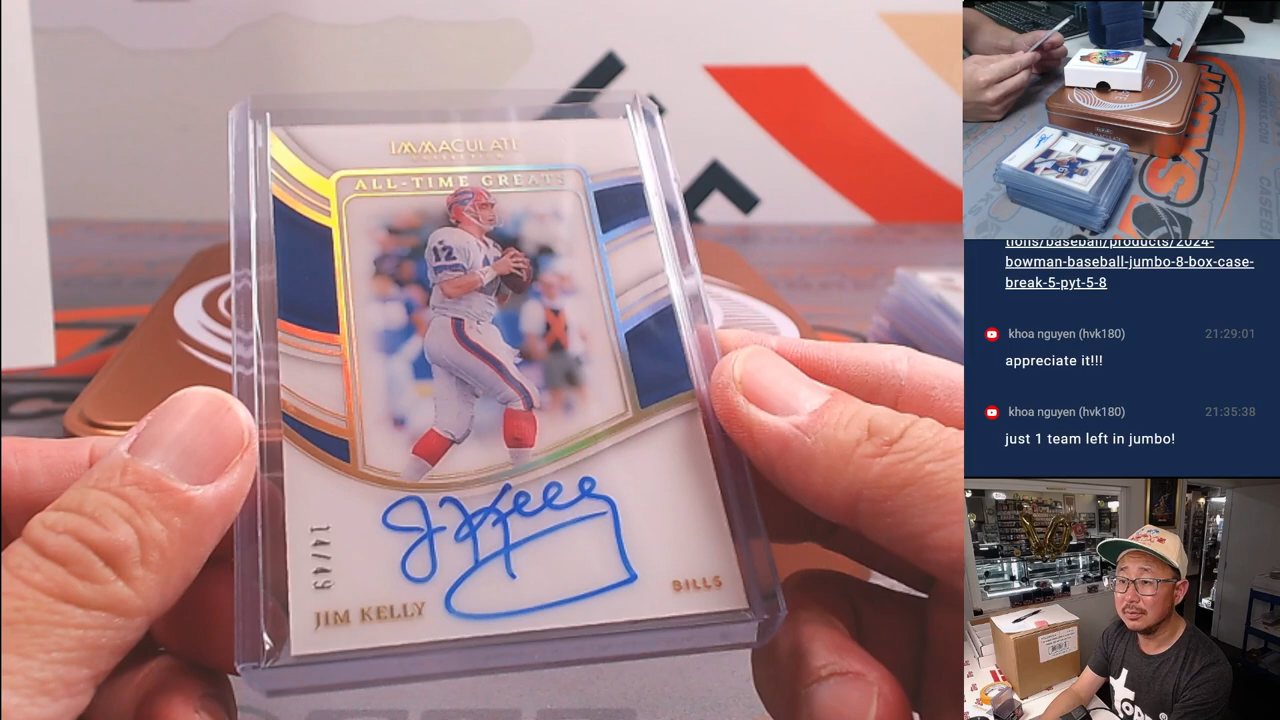 IMMACULATE
COLLECTION
ALL-TIME GREATS
12
J Kelly
14/49
JIM KELLY
BILLS
tions/baseball/products/2024-
bowman-baseball-jumbo-8-box-case-
break-5-pyt-5-8
khoa nguyen (hvk180) 21:29:01
appreciate it!!!
khoa nguyen (hvk180) 21:35:38
just 1 team left in jumbo!